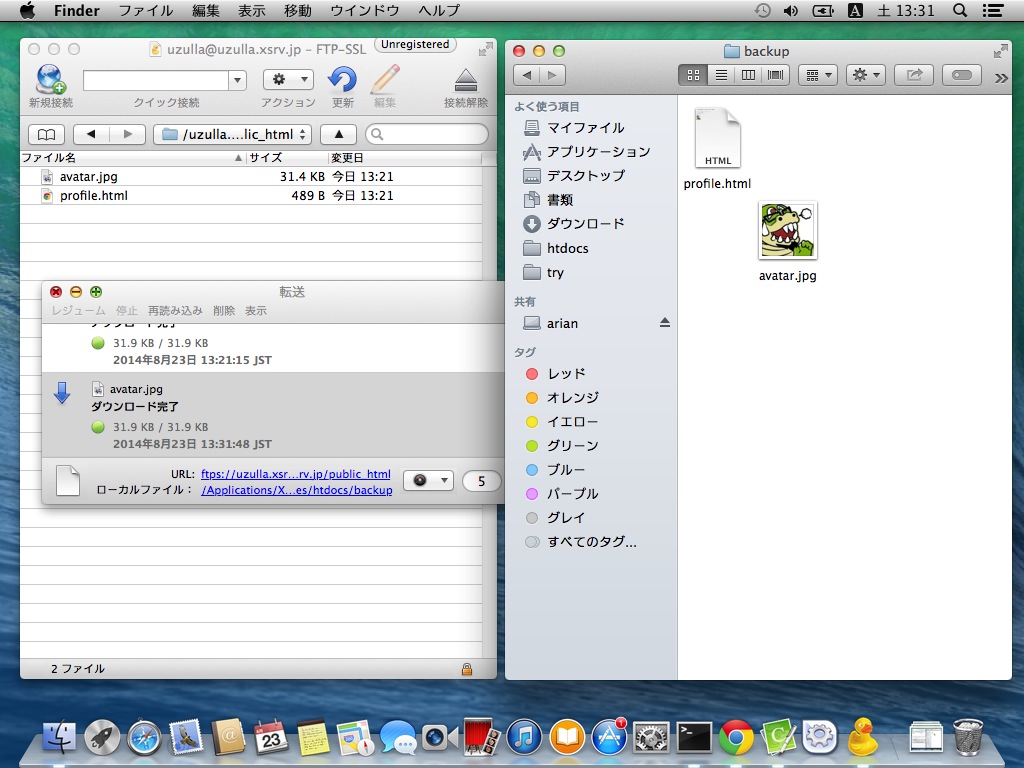 Finder ファイル 編集 表示 移動 ウインドウ ヘルプ
A 土 13:31
uzulla@uzulla.xsrv.jp – FTP-SSL
Unregistered
新規接続 クイック接続 アクション 更新 編集 接続解除
/uzulla....lic_html
ファイル名 サイズ 変更日
avatar.jpg 31.4 KB 今日 13:21
profile.html 489 B 今日 13:21
転送
レジューム 停止 再読み込み 削除 表示
ダウンロード完了
31.9 KB / 31.9 KB
2014年8月23日 13:21:15 JST
avatar.jpg
ダウンロード完了
31.9 KB / 31.9 KB
2014年8月23日 13:31:48 JST
URL: ftps://uzulla.xsr...rv.jp/public_html
ローカルファイル： /Applications/X...es/htdocs/backup
5
2 ファイル
backup
よく使う項目
マイファイル
アプリケーション
デスクトップ
書類
ダウンロード
htdocs
try
共有
arian
タグ
レッド
オレンジ
イエロー
グリーン
ブルー
パープル
グレイ
すべてのタグ...
HTML
profile.html
avatar.jpg
23
1